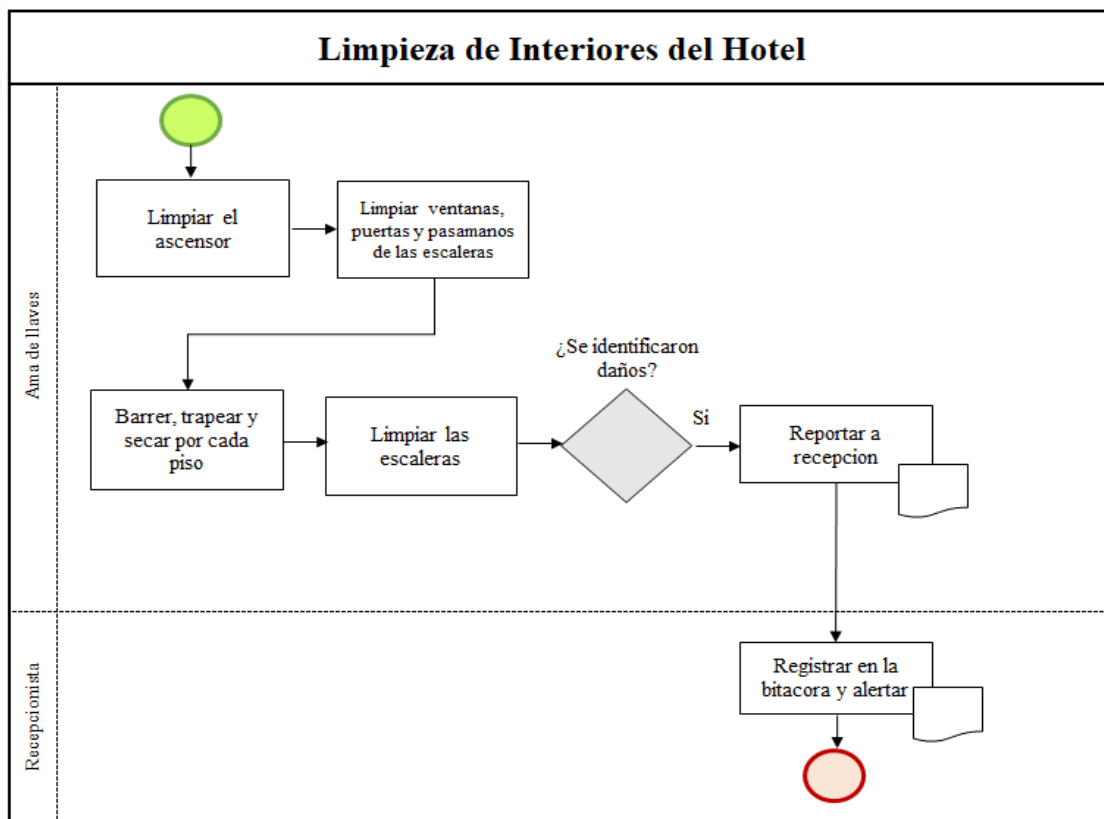 Limpieza de Interiores del Hotel
Ama de llaves
Limpiar el
ascensor
Limpiar ventanas,
puertas y pasamanos
de las escaleras
Barrer, trapear y
secar por cada
piso
Limpiar las
escaleras
¿Se identificaron
daños?
Si
Reportar a
recepcion
Recepcionista
Registrar en la
bitacora y alertar